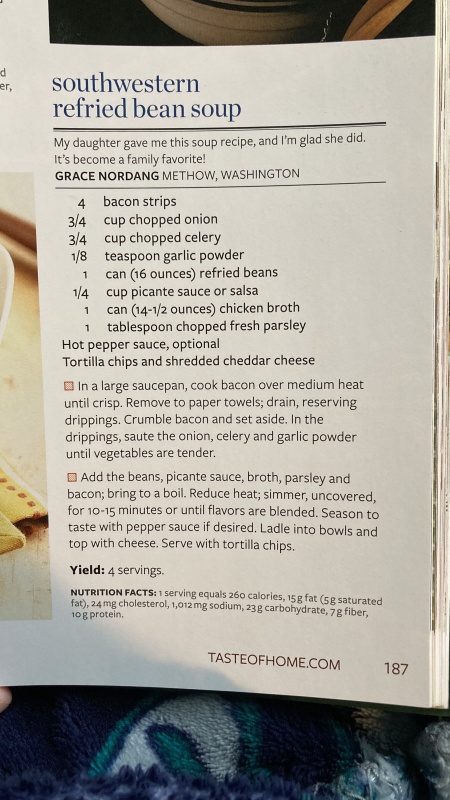 d
er,
southwestern
refried bean soup
My daughter gave me this soup recipe, and I'm glad she did.
It's become a family favorite!
GRACE NORDANG METHOW, WASHINGTON
4 bacon strips
3/4 cup chopped onion
3/4 cup chopped celery
1/8 teaspoon garlic powder
1 can (16 ounces) refried beans
1/4 cup picante sauce or salsa
1 can (14-1/2 ounces) chicken broth
1 tablespoon chopped fresh parsley
Hot pepper sauce, optional
Tortilla chips and shredded cheddar cheese
In a large saucepan, cook bacon over medium heat
until crisp. Remove to paper towels; drain, reserving
drippings. Crumble bacon and set aside. In the
drippings, saute the onion, celery and garlic powder
until vegetables are tender.
Add the beans, picante sauce, broth, parsley and
bacon; bring to a boil. Reduce heat; simmer, uncovered,
for 10-15 minutes or until flavors are blended. Season to
taste with pepper sauce if desired. Ladle into bowls and
top with cheese. Serve with tortilla chips.
Yield: 4 servings.
NUTRITION FACTS: 1 serving equals 260 calories, 15 g fat (5 g saturated
fat), 24 mg cholesterol, 1,012 mg sodium, 23 g carbohydrate, 7 g fiber,
10 g protein.
TASTEOFHOME.COM 187